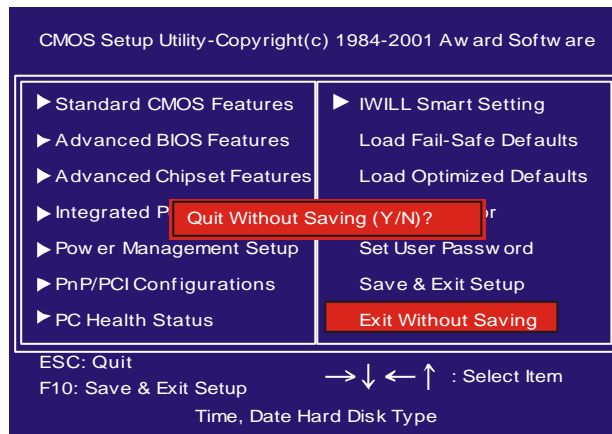 CMOS Setup Utility-Copyright(c) 1984-2001 Award Software
Standard CMOS Features
Advanced BIOS Features
Advanced Chipset Features
Integrated P
Power Management Setup
PnP/PCI Configurations
PC Health Status
IWILL Smart Setting
Load Fail-Safe Defaults
Load Optimized Defaults
Set User Password
Save & Exit Setup
Exit Without Saving
Quit Without Saving (Y/N)?
ESC: Quit
F10: Save & Exit Setup
→↓ ←↑ : Select Item
Time, Date Hard Disk Type